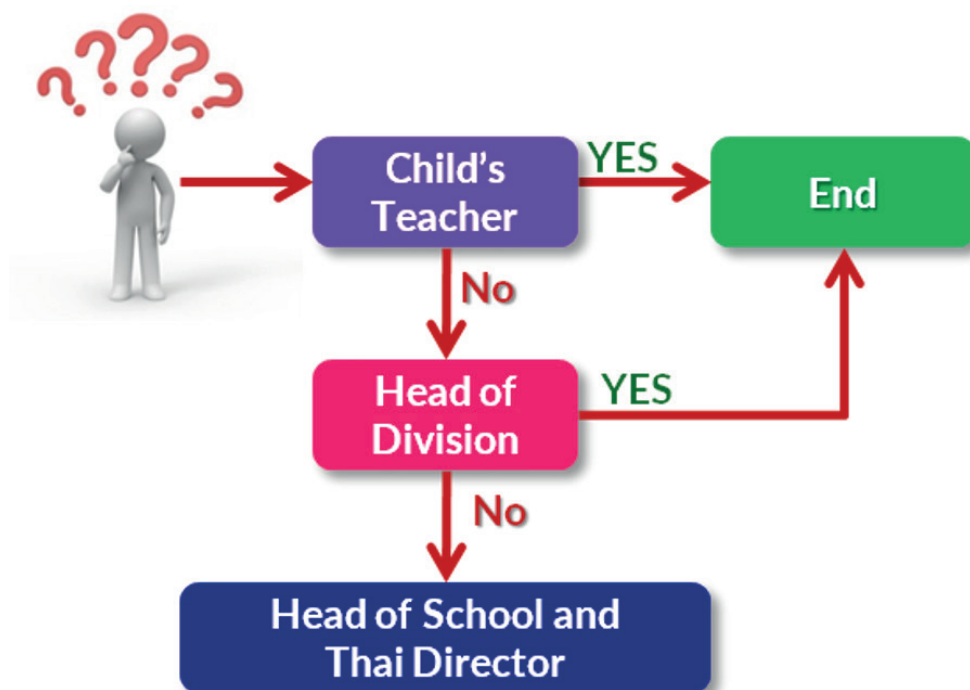 ? ? ? ? ?
Child's
Teacher
YES
End
No
Head of
Division
YES
No
Head of School and
Thai Director